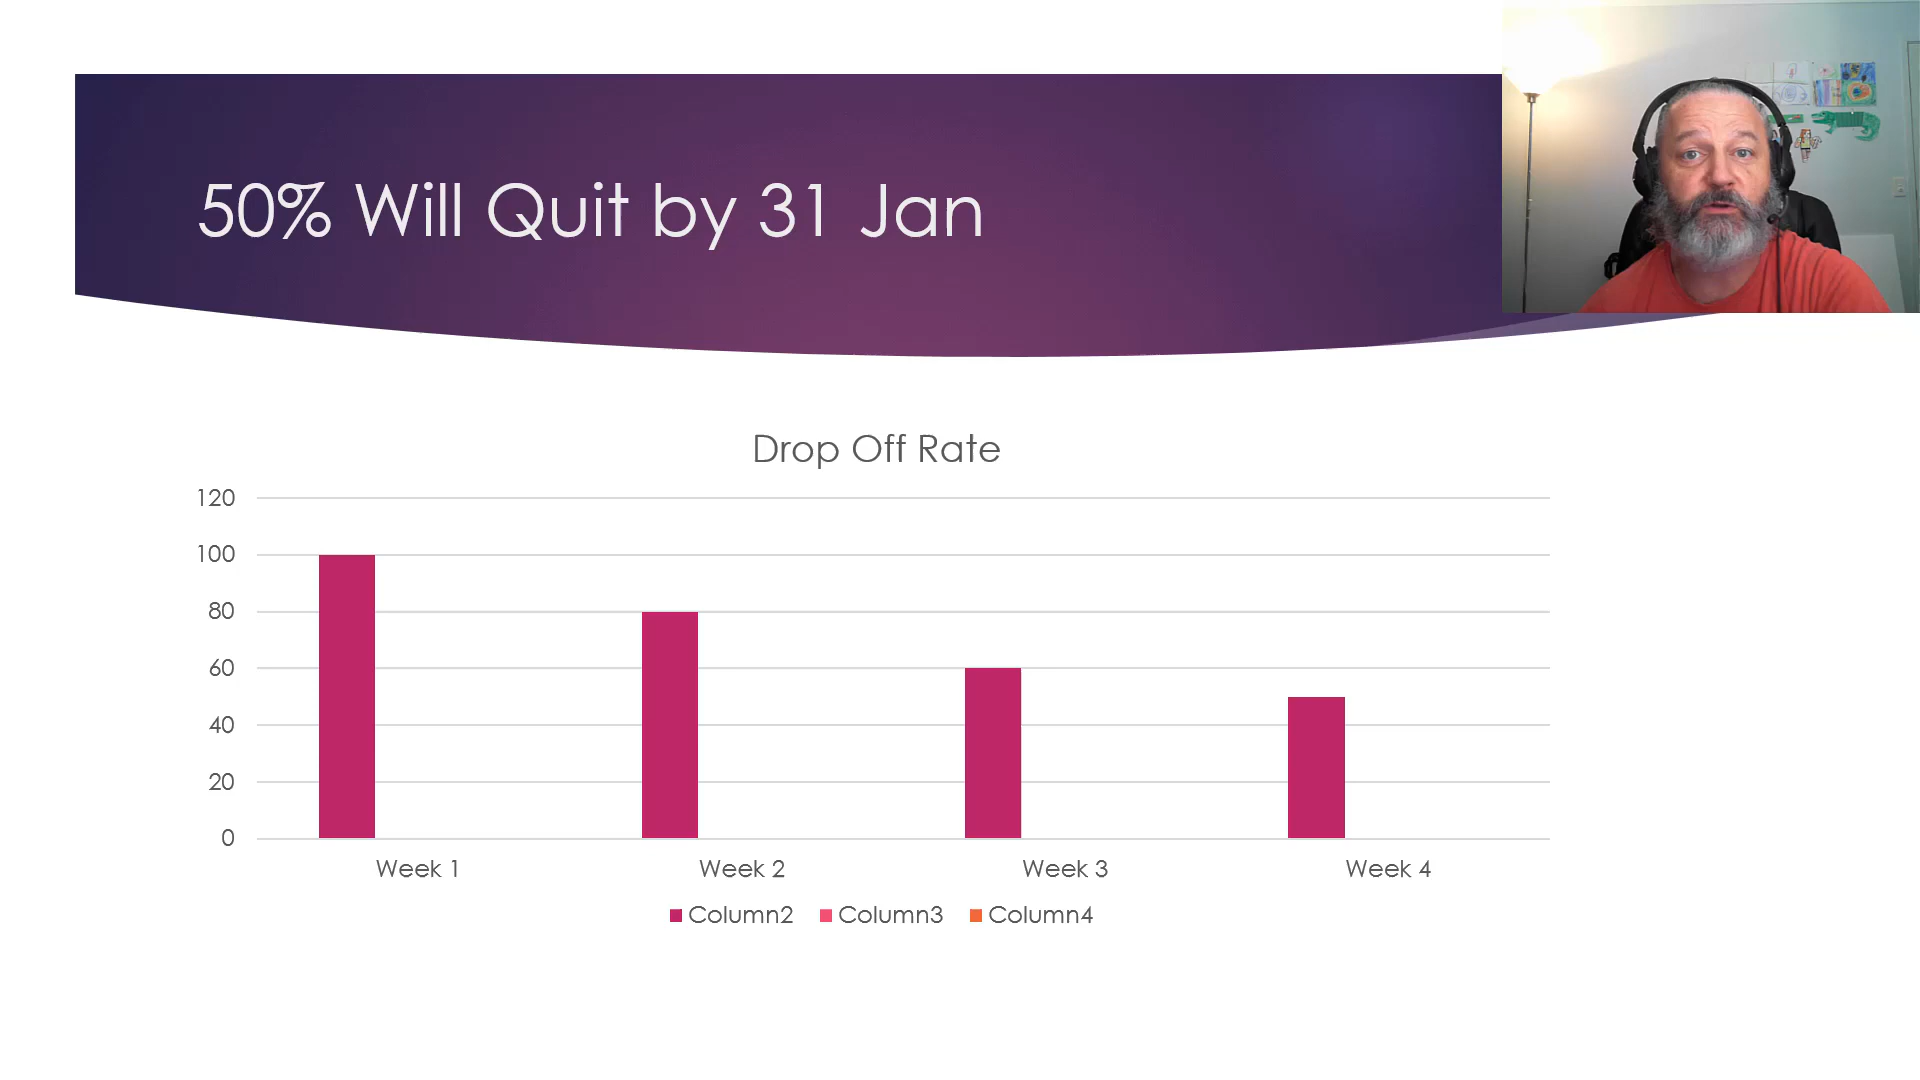 50% Will Quit by 31 Jan
Drop Off Rate
120
100
80
60
40
20
0
Week 1 Week 2 Week 3 Week 4
Column2 Column3 Column4